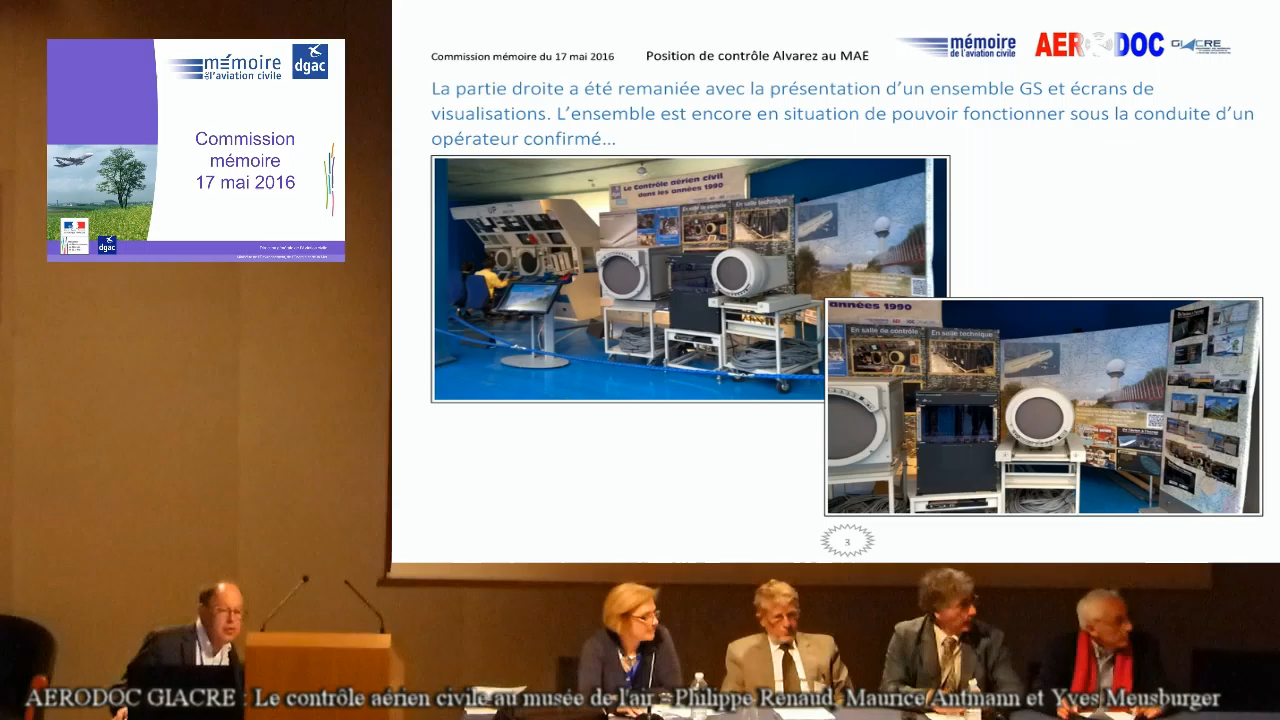 mémoire
de l'aviation civile
dgac
Commission
mémoire
17 mai 2016
dgac
Commission mémoire du 17 mai 2016 Position de contrôle Alvarez au MAE
mémoire
de l'aviation civile
AERODOC
GIACRE
La partie droite a été remaniée avec la présentation d'un ensemble GS et écrans de
visualisations. L'ensemble est encore en situation de pouvoir fonctionner sous la conduite d'un
opérateur confirmé...
Le Contrôle aérien civil
dans les années 1990
En salle de contrôle
En salle technique
années 1990
En salle de contrôle
En salle technique
3
AERODOC GIACRE : Le contrôle aérien civile au musée de l'air - Philippe Renaud, Maurice Antmann et Yves Meusburger